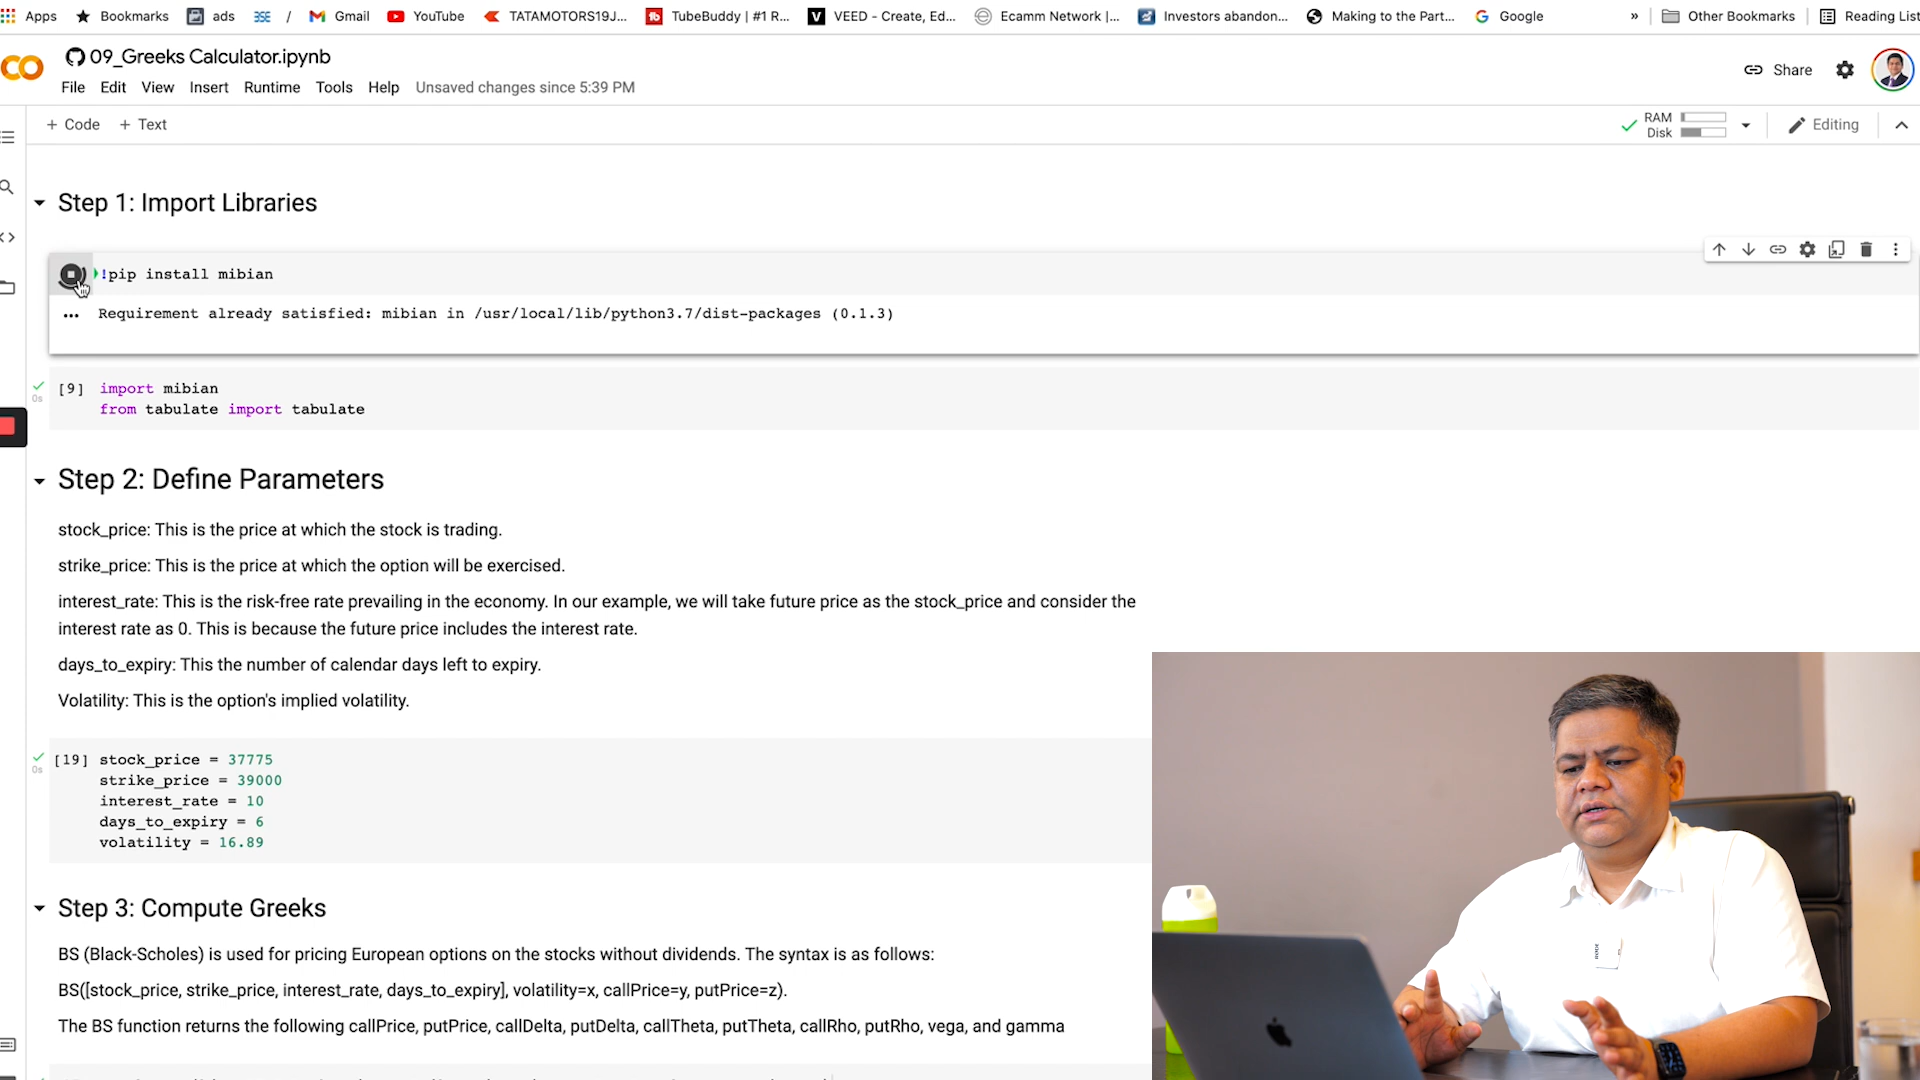 Apps Bookmarks ads / Gmail YouTube TATAMOTORS19J... TubeBuddy | #1 R... VEED - Create, Ed... Ecamm Network |... Investors abandon... Making to the Part... Google » Other Bookmarks Reading List
09_Greeks Calculator.ipynb
Share
File Edit View Insert Runtime Tools Help Unsaved changes since 5:39 PM
+ Code + Text
RAM
Disk
Editing
Step 1: Import Libraries
!pip install mibian
... Requirement already satisfied: mibian in /usr/local/lib/python3.7/dist-packages (0.1.3)
0s
[9] import mibian
from tabulate import tabulate
Step 2: Define Parameters
stock_price: This is the price at which the stock is trading.
strike_price: This is the price at which the option will be exercised.
interest_rate: This is the risk-free rate prevailing in the economy. In our example, we will take future price as the stock_price and consider the
interest rate as 0. This is because the future price includes the interest rate.
days_to_expiry: This the number of calendar days left to expiry.
Volatility: This is the option's implied volatility.
0s
[19] stock_price = 37775
strike_price = 39000
interest_rate = 10
days_to_expiry = 6
volatility = 16.89
Step 3: Compute Greeks
BS (Black-Scholes) is used for pricing European options on the stocks without dividends. The syntax is as follows:
BS([stock_price, strike_price, interest_rate, days_to_expiry], volatility=x, callPrice=y, putPrice=z).
The BS function returns the following callPrice, putPrice, callDelta, putDelta, callTheta, putTheta, callRho, putRho, vega, and gamma